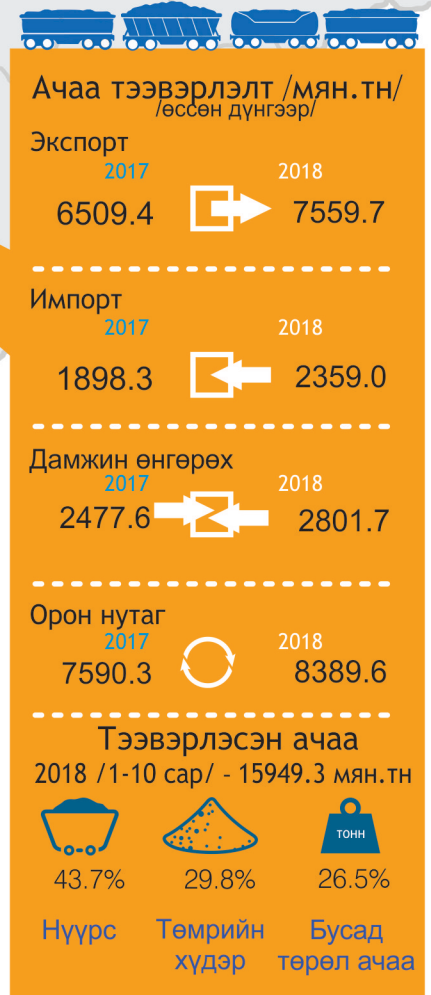 Ачаа тээвэрлэлт /мян.тн/
/өссөн дүнгээр/
Экспорт
2017 2018
6509.4 7559.7
Импорт
2017 2018
1898.3 2359.0
Дамжин өнгөрөх
2017 2018
2477.6 2801.7
Орон нутаг
2017 2018
7590.3 8389.6
Тээвэрлэсэн ачаа
2018 /1-10 сар/ - 15949.3 мян.тн
тонн
43.7% 29.8% 26.5%
Нүүрс Төмрийн Бусад
хүдэр төрөл ачаа